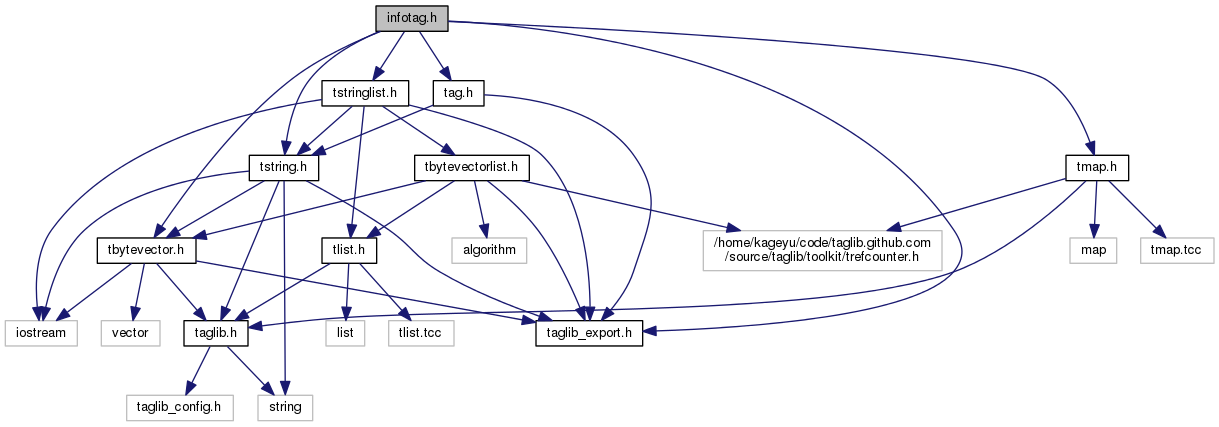 infotag.h
tstringlist.h
tag.h
tstring.h
tbytevectorlist.h
tmap.h
tbytevector.h
tlist.h
algorithm
/home/kageyu/code/taglib.github.com
/source/taglib/toolkit/trefcounter.h
map
tmap.tcc
iostream
vector
taglib.h
list
tlist.tcc
taglib_export.h
taglib_config.h
string